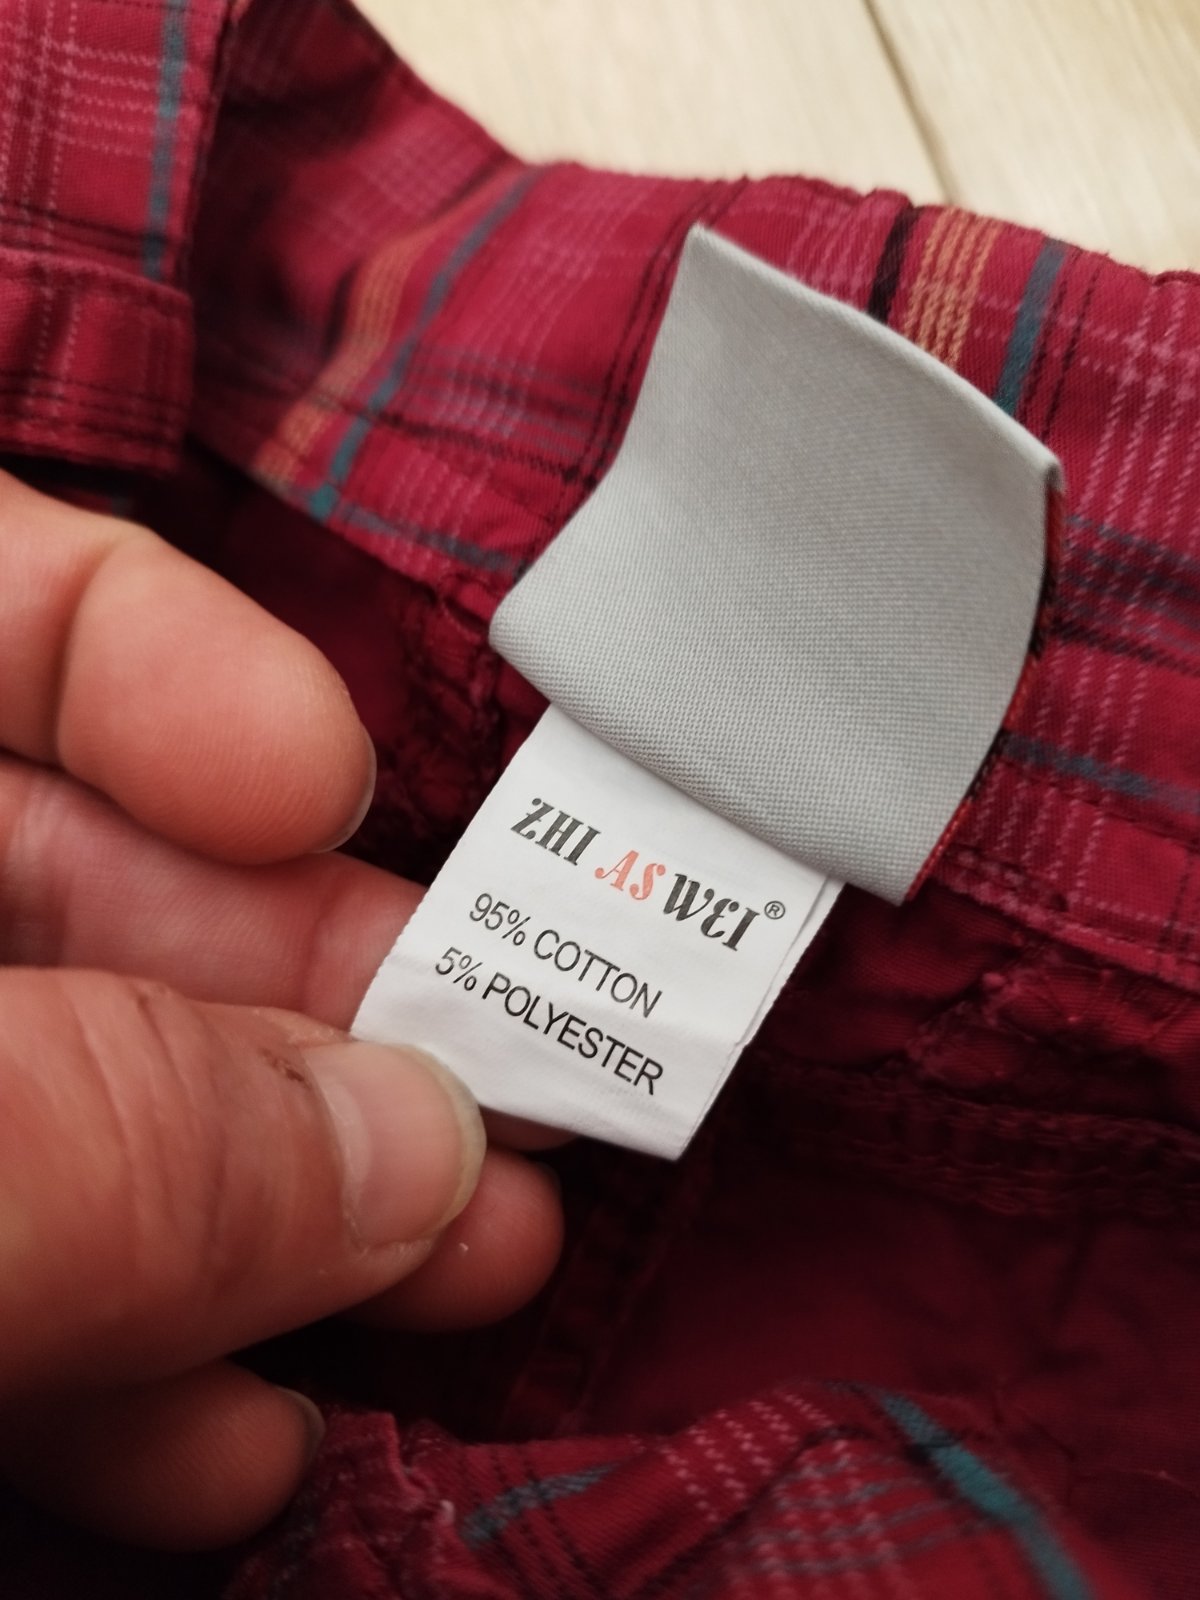 ZHI AS WEI®
95% COTTON
5% POLYESTER